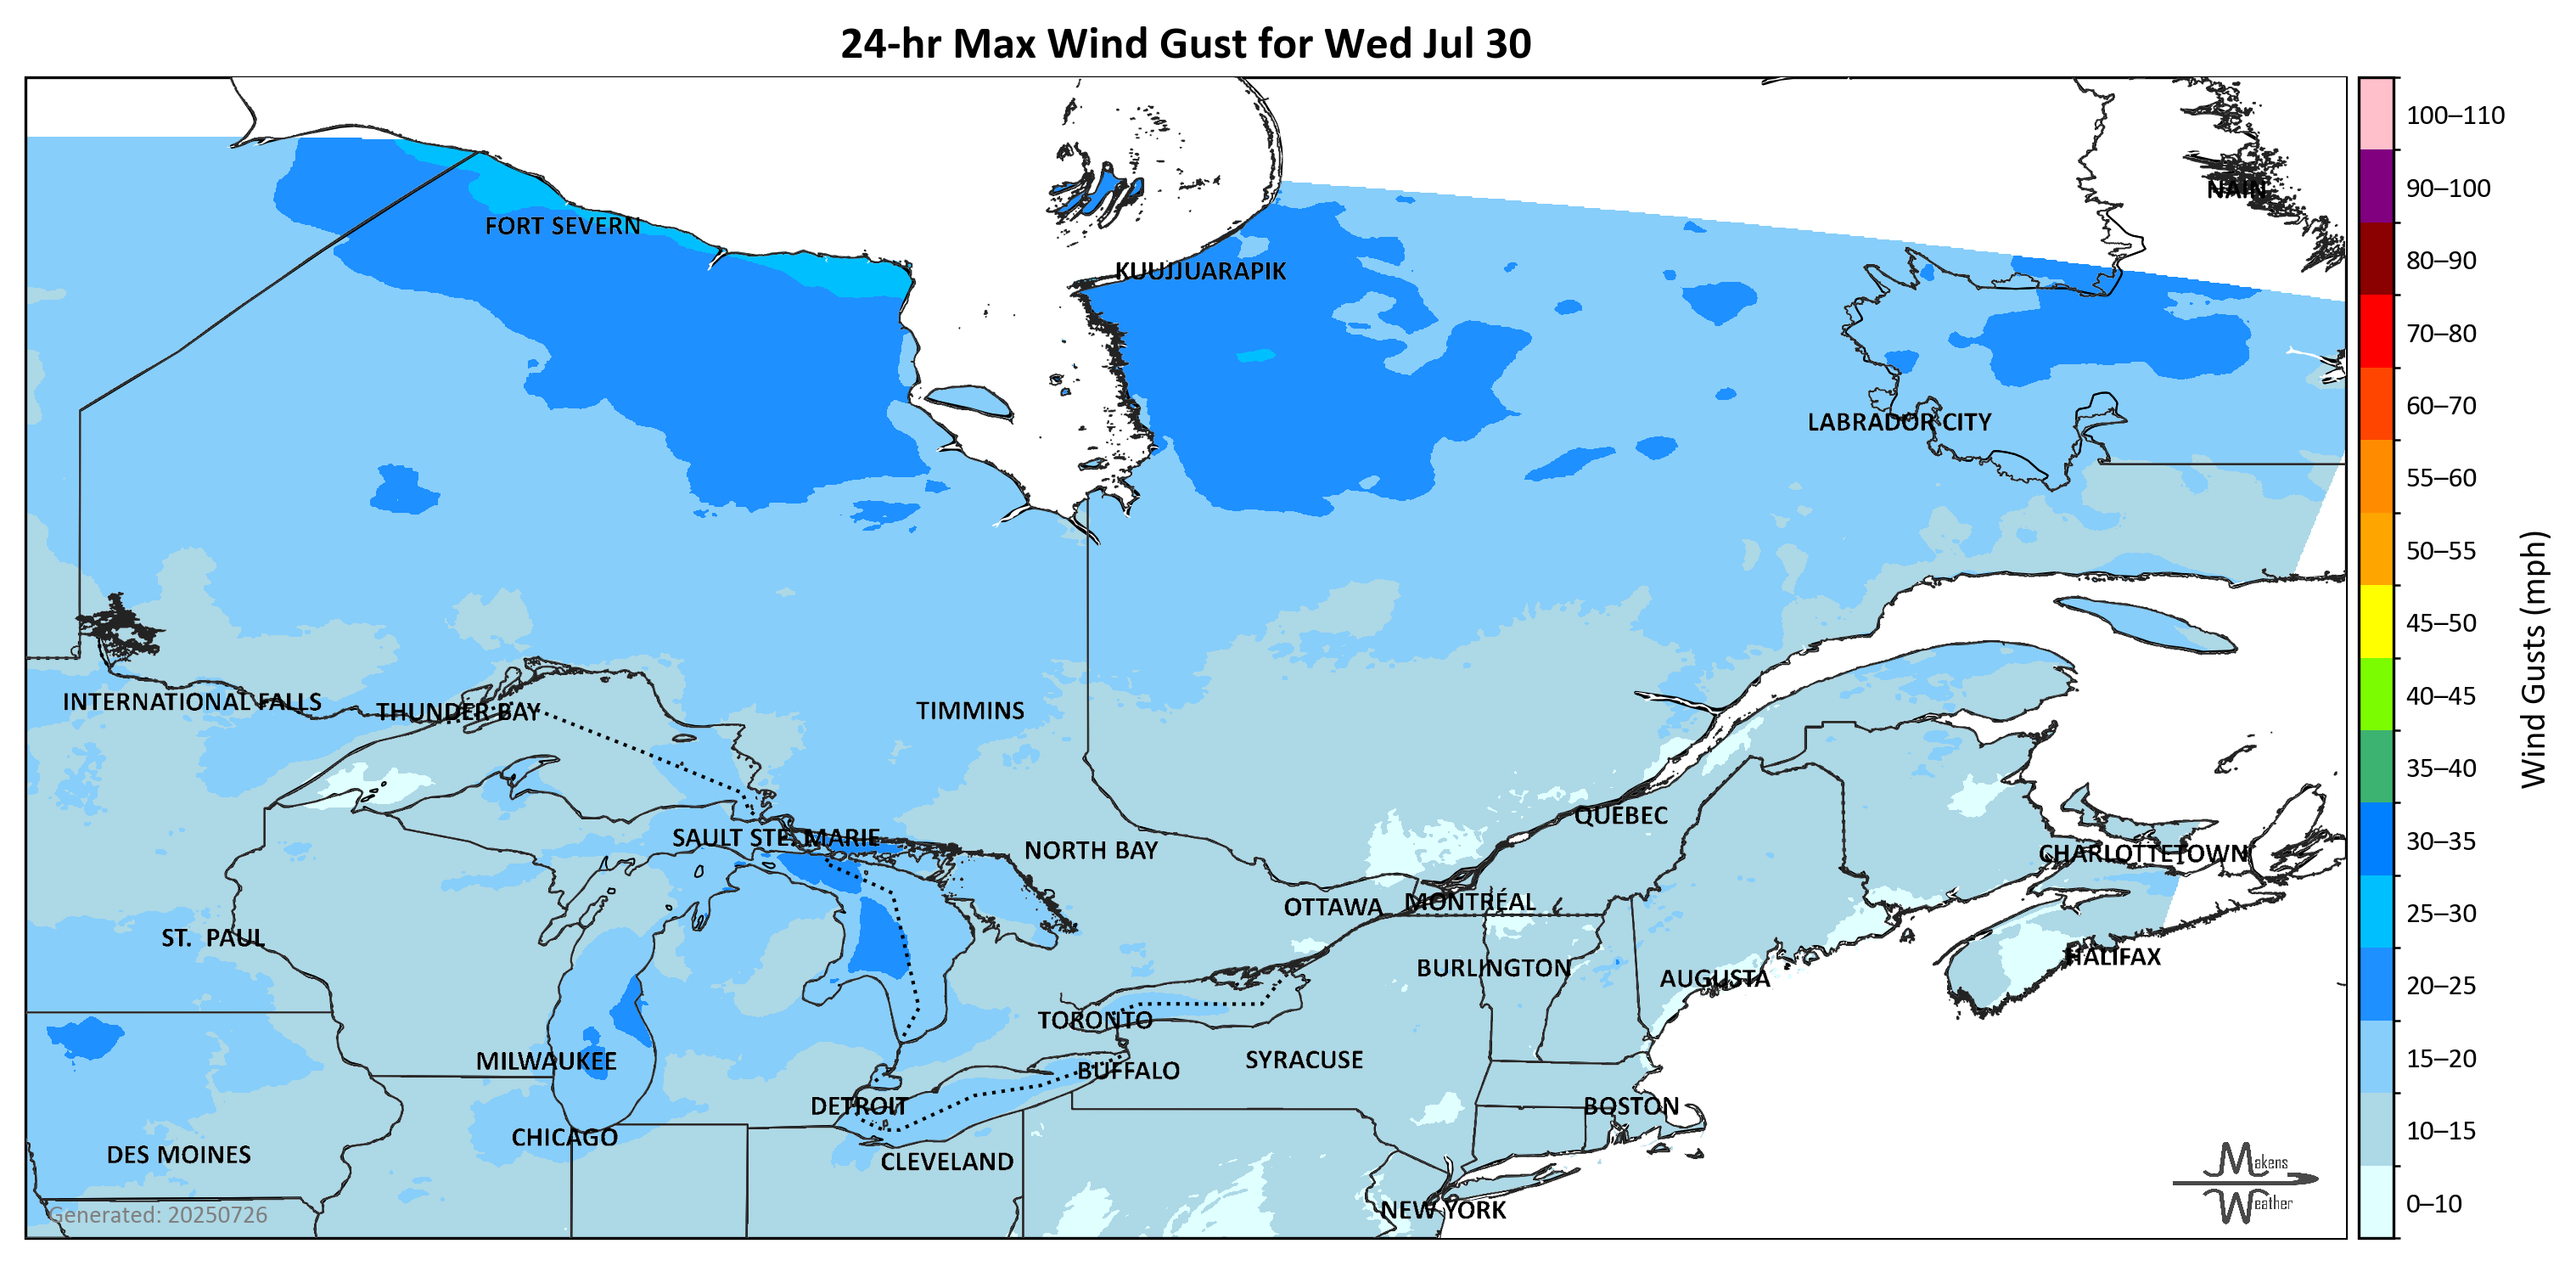 24-hr Max Wind Gust for Wed Jul 30
NAIN
FORT SEVERN
KUUJJUARAPIK
LABRADOR CITY
INTERNATIONAL FALLS
THUNDER BAY
TIMMINS
QUEBEC
SAULT STE. MARIE
NORTH BAY
CHARLOTTETOWN
OTTAWA
MONTRÉAL
ST. PAUL
HALIFAX
BURLINGTON
AUGUSTA
TORONTO
MILWAUKEE
SYRACUSE
BUFFALO
DETROIT
BOSTON
CHICAGO
DES MOINES
CLEVELAND
NEW YORK
Generated: 20250726
Makens
Weather
100–110
90–100
80–90
70–80
60–70
55–60
50–55
45–50
40–45
35–40
30–35
25–30
20–25
15–20
10–15
0–10
Wind Gusts (mph)